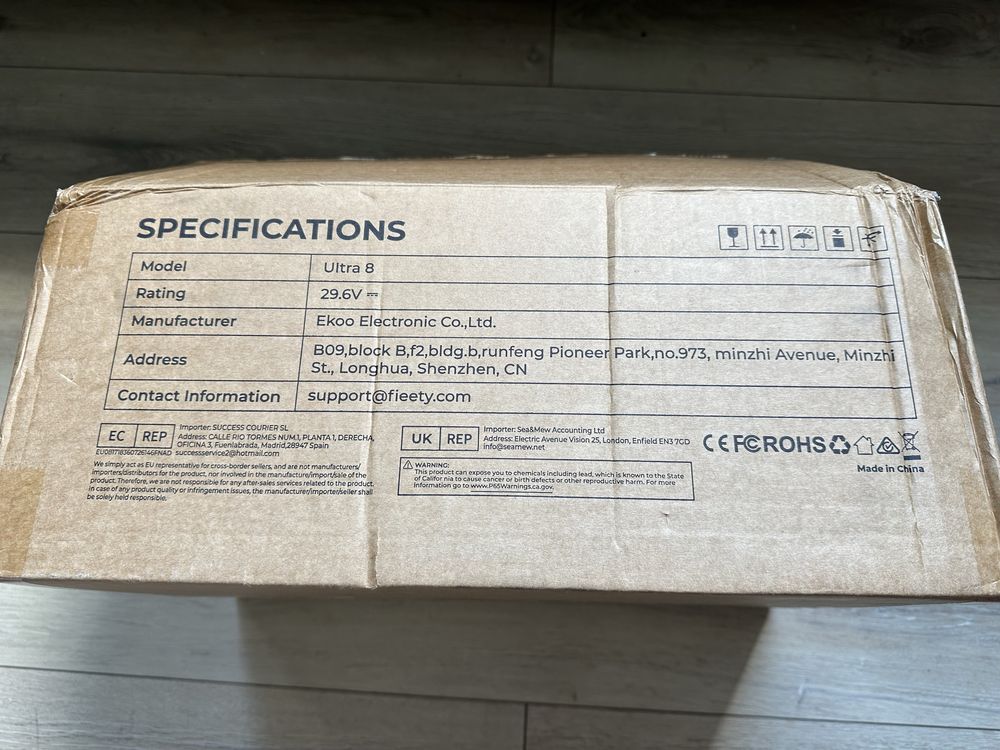 SPECIFICATIONS
Model Ultra 8
Rating 29.6V ⎓
Manufacturer Ekoo Electronic Co.,Ltd.
Address B09,block B,f2,bldg.b,runfeng Pioneer Park,no.973, minzhi Avenue, Minzhi
St., Longhua, Shenzhen, CN
Contact Information support@fieety.com
EC REP
Importer: SUCCESS COURIER SL
Address: CALLE RIO TORMES NUM.1, PLANTA 1, DERECHA,
OFICINA 3, Fuenlabrada, Madrid,28947 Spain
successservice2@hotmail.com
We simply act as EU representative for cross-border sellers, and are not manufacturers/
importers/distributors for the product, nor involved in the manufacture/import/sale of the
product; Therefore, we are not responsible for any after-sales services related to the product.
in case of any product quality or infringement issues, the manufacturer/importer/seller shall
be solely held responsible.
UK REP
Importer: Sea&Mew Accounting Ltd
Address: Electric Avenue Vision 25, London, Enfield EN3 7GD
info@seamew.net
WARNING:
This product can expose you to chemicals including lead, which is known to the State
of Califor nia to cause cancer or birth defects or other reproductive harm. For more
information go to www.P65Warnings.ca.gov.
CE FC ROHS
Made in China